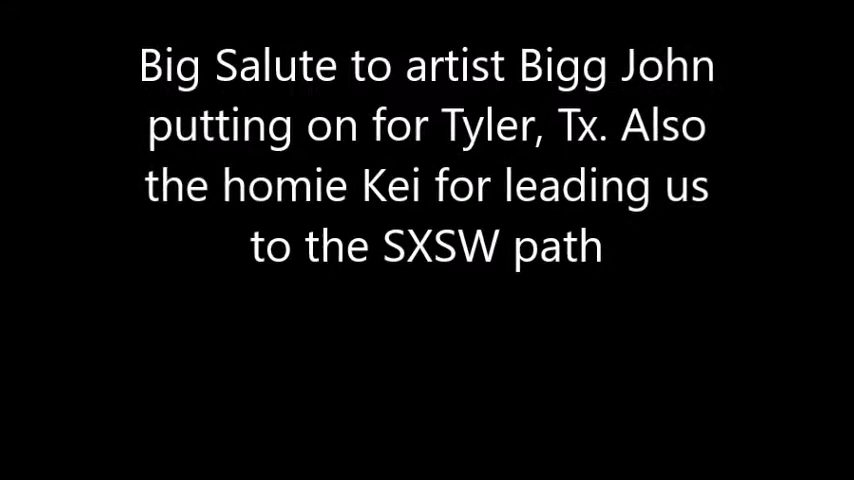 Big Salute to artist Bigg John
putting on for Tyler, Tx. Also
the homie Kei for leading us
to the SXSW path